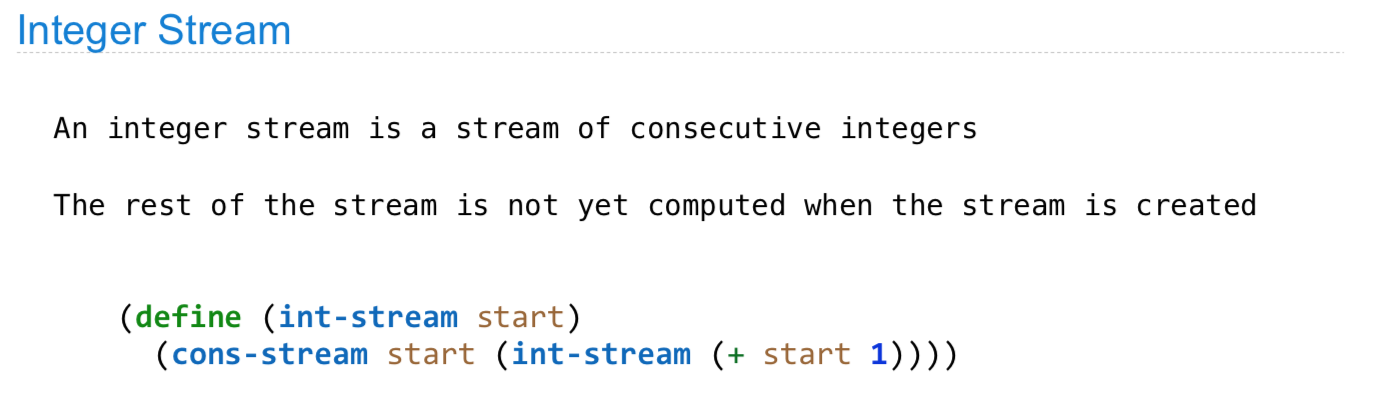 Integer Stream
An integer stream is a stream of consecutive integers
The rest of the stream is not yet computed when the stream is created
(define (int-stream start)
(cons-stream start (int-stream (+ start 1))))